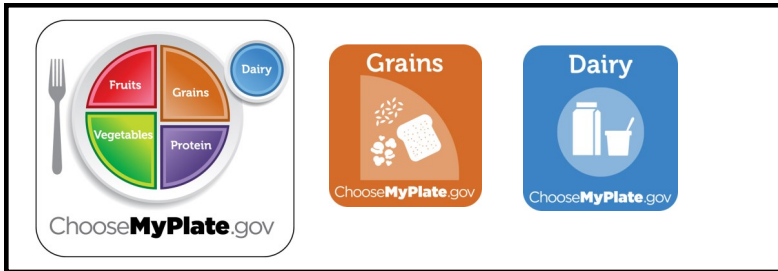 Fruits
Grains
Dairy
Vegetables
Protein
ChooseMyPlate.gov
Grains
ChooseMyPlate.gov
Dairy
ChooseMyPlate.gov